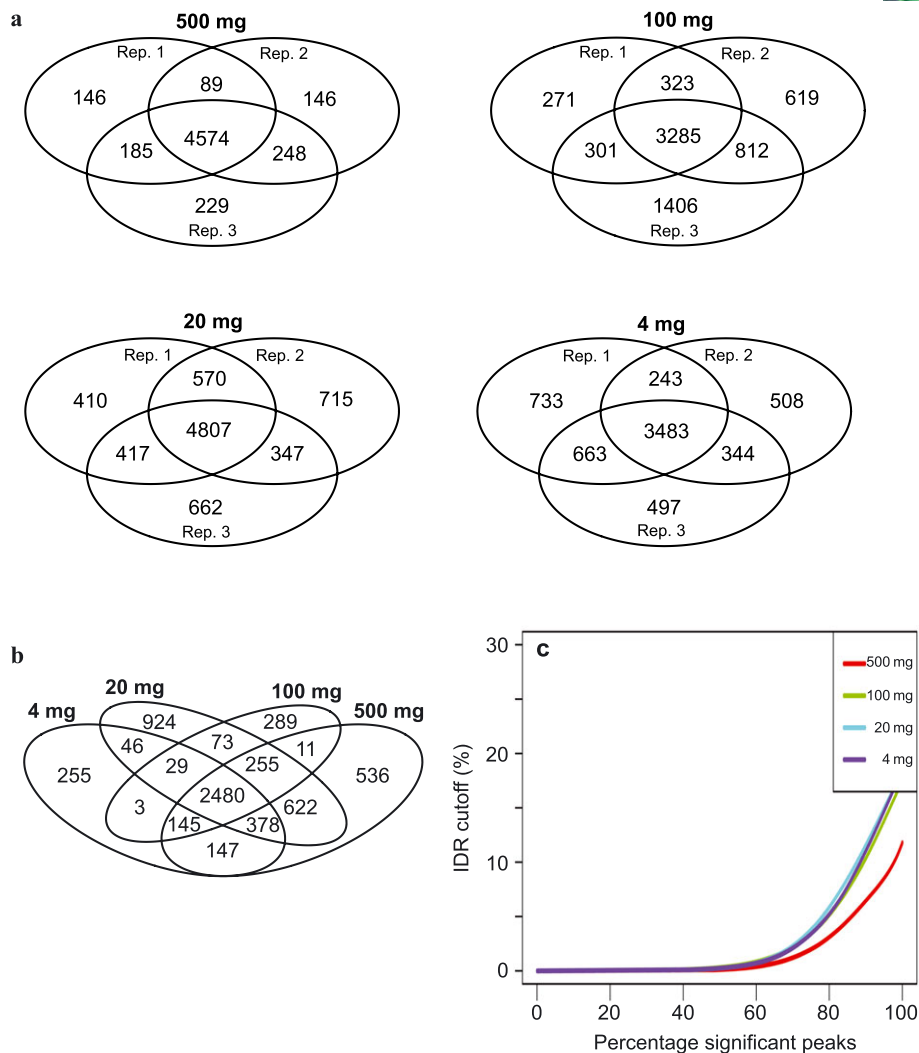 a
500 mg
100 mg
Rep. 1
Rep. 2
146
89
146
4574
185
248
229
Rep. 3
Rep. 1
Rep. 2
271
323
619
3285
301
812
1406
Rep. 3
20 mg
4 mg
Rep. 1
Rep. 2
410
570
715
4807
417
347
662
Rep. 3
Rep. 1
Rep. 2
733
243
508
3483
663
344
497
Rep. 3
b
4 mg
20 mg
100 mg
500 mg
924
289
46
73
11
255
29
255
536
3
2480
622
145
378
147
c
30
20
10
0
IDR cutoff (%)
500 mg
100 mg
20 mg
4 mg
0 20 40 60 80 100
Percentage significant peaks